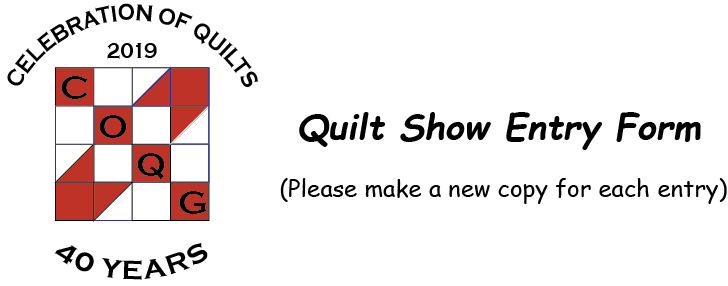 CELEBRATION OF QUILTS
2019
C
O
Q
G
40 YEARS
Quilt Show Entry Form
(Please make a new copy for each entry)